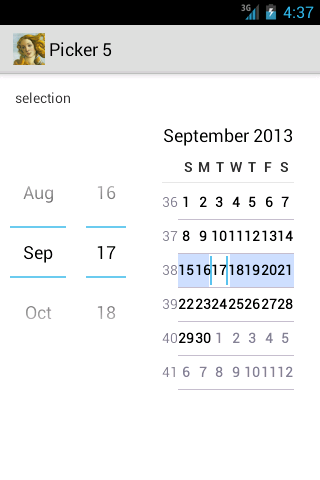 3G 4:37
Picker 5
selection
September 2013
S M T W T F S
Aug 16
Sep 17
Oct 18
36 1 2 3 4 5 6 7
37 8 9 10 11 12 13 14
38 15 16 17 18 19 20 21
39 22 23 24 25 26 27 28
40 29 30 1 2 3 4 5
41 6 7 8 9 10 11 12